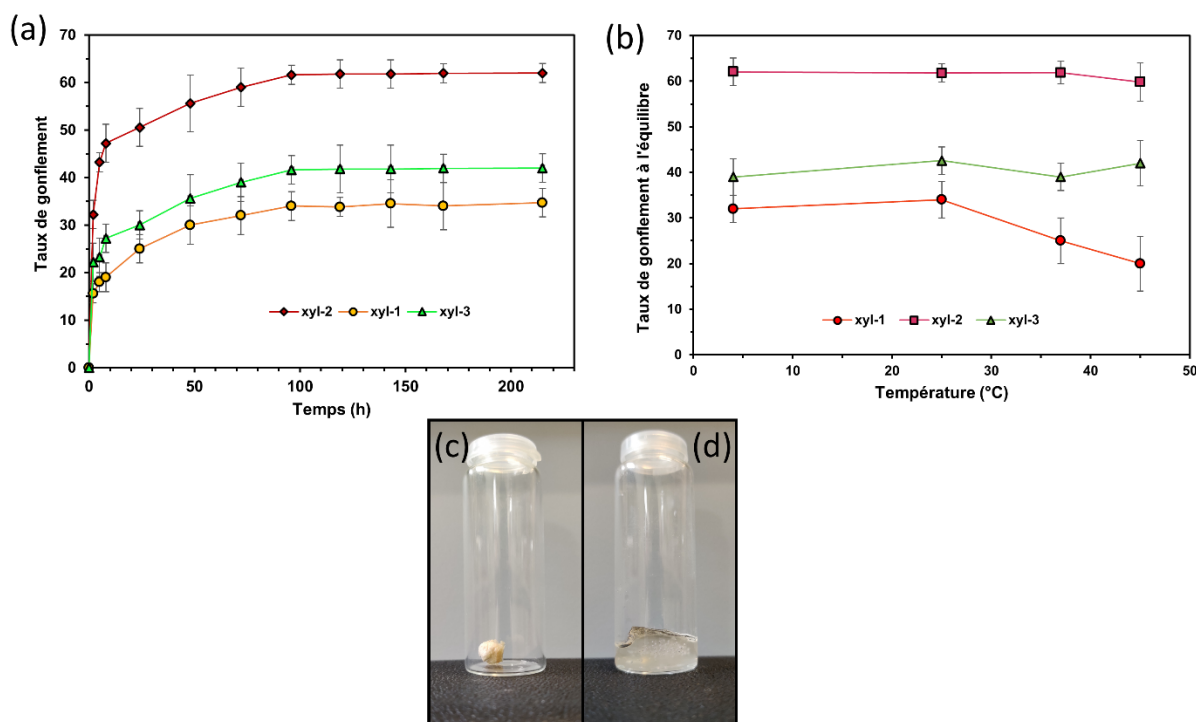 (a)
70
60
50
40
30
20
10
0
Taux de gonflement
0 50 100 150 200
Temps (h)
xyl-2 xyl-1 xyl-3
(b)
70
60
50
40
30
20
10
0
Taux de gonflement à l'équilibre
0 10 20 30 40 50
Température (°C)
xyl-1 xyl-2 xyl-3
(c)
(d)